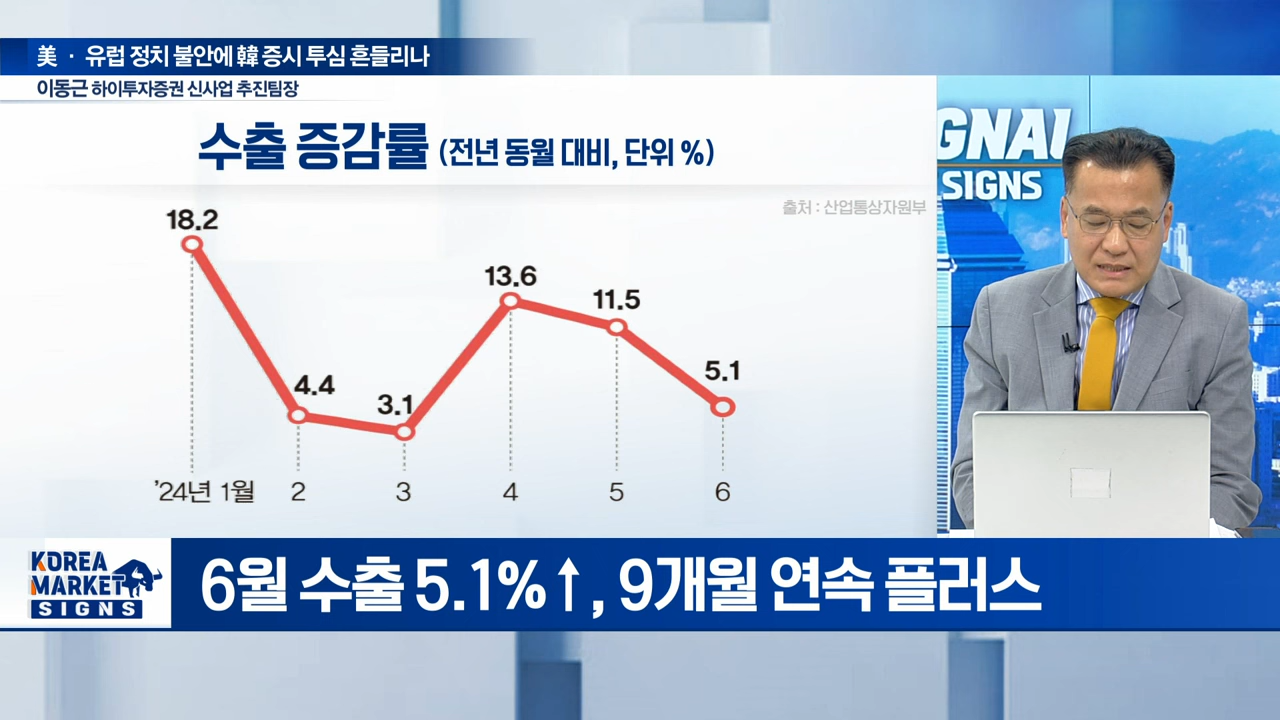 美 · 유럽 정치 불안에 韓 증시 투심 흔들리나
이동근 하이투자증권 신사업 추진팀장
수출 증감률 (전년 동월 대비, 단위 %)
출처 : 산업통상자원부
18.2
4.4
3.1
13.6
11.5
5.1
'24년 1월 2 3 4 5 6
GNAL
SIGNS
KOREA
MARKET
SIGNS
6월 수출 5.1%↑, 9개월 연속 플러스